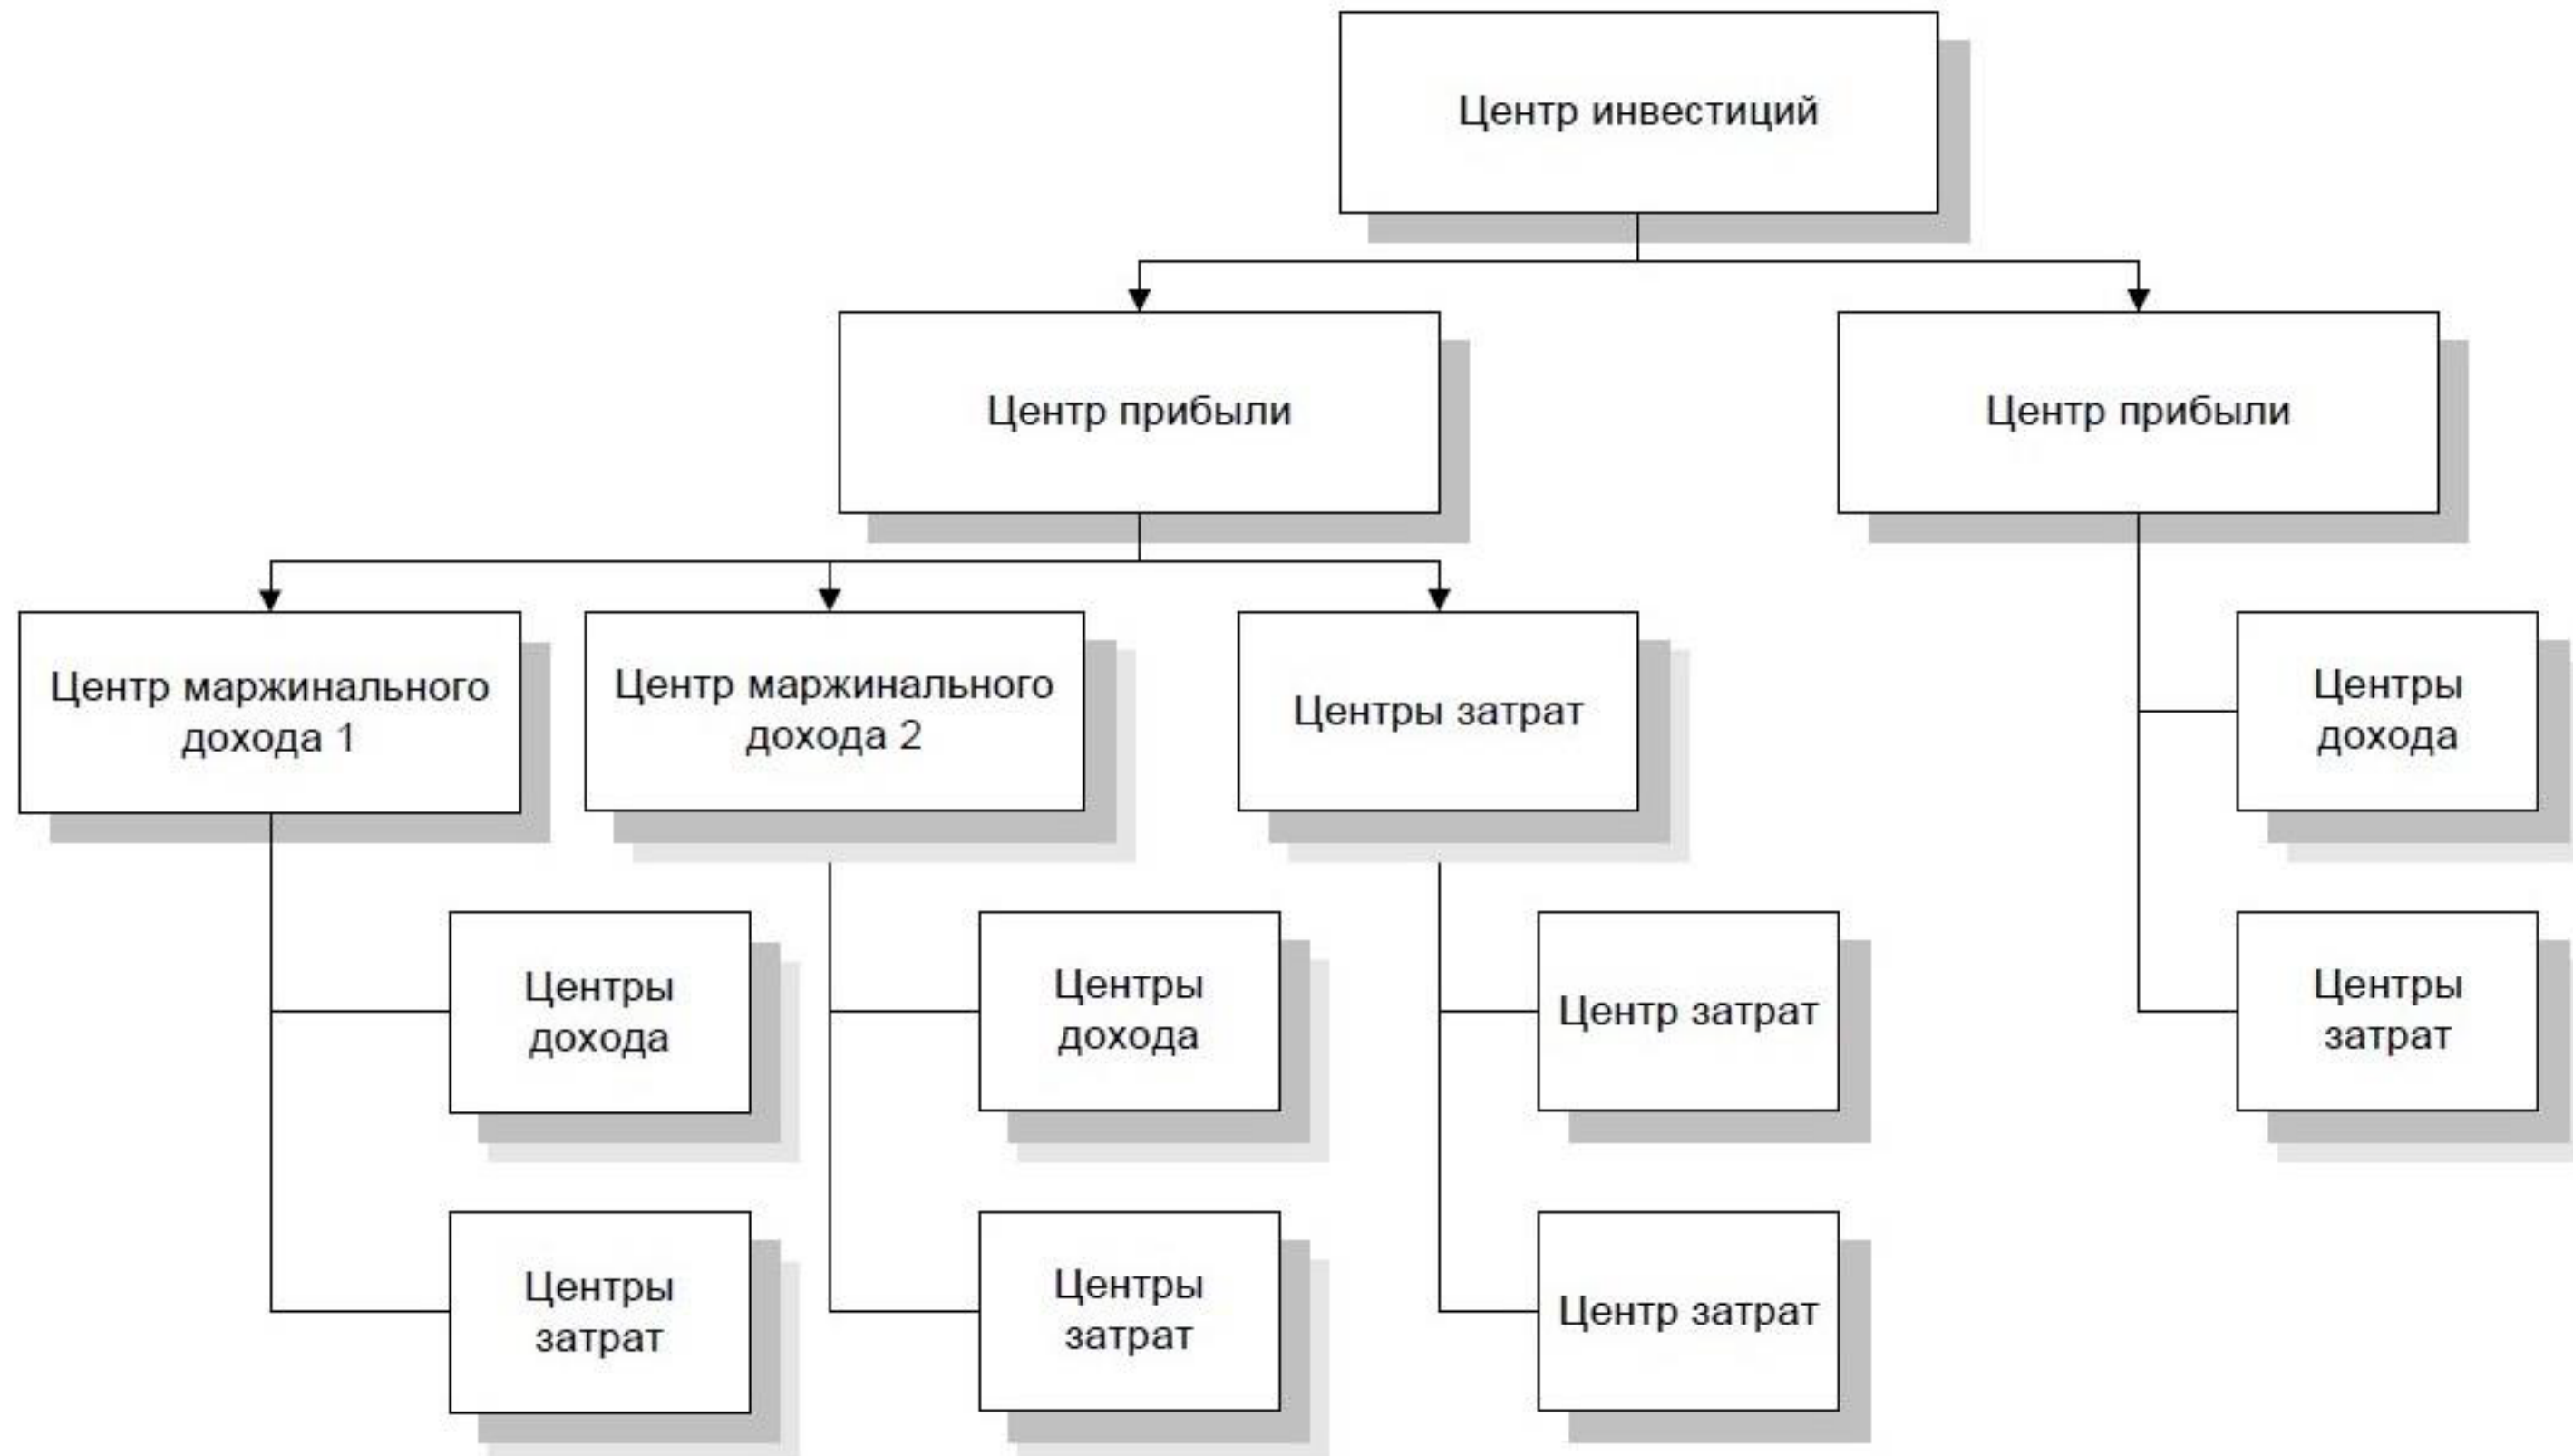 Центр инвестиций
Центр прибыли
Центр прибыли
Центр маржинального
дохода 1
Центр маржинального
дохода 2
Центры затрат
Центры
дохода
Центры
дохода
Центры
дохода
Центр затрат
Центры
затрат
Центры
затрат
Центры
затрат
Центр затрат